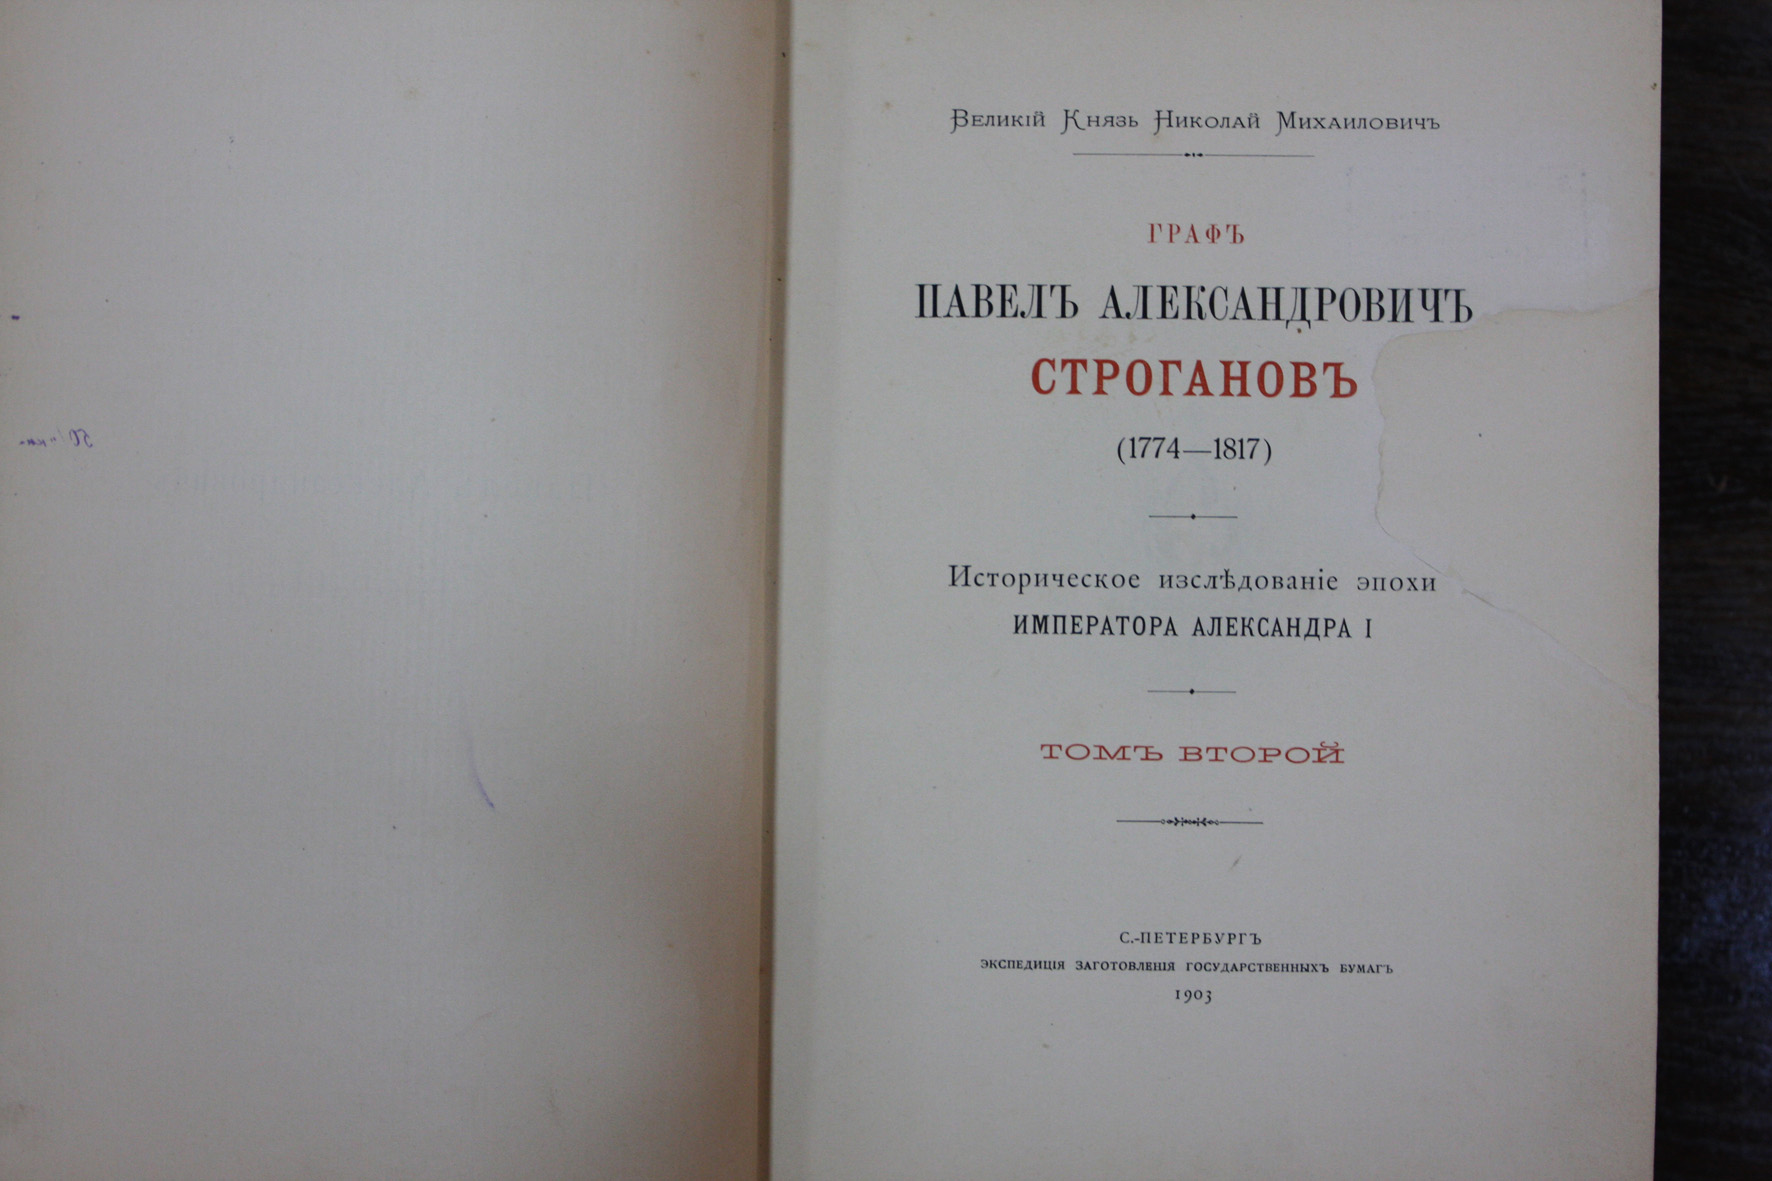 Великій Князь Николай Михаиловичъ
ГРАФЪ
ПАВЕЛЪ АЛЕКСАНДРОВИЧЪ
СТРОГАНОВЪ
(1774—1817)
Историческое изслѣдованіе эпохи
ИМПЕРАТОРА АЛЕКСАНДРА I
ТОМЪ ВТОРОЙ
С.-ПЕТЕРБУРГЪ
ЭКСПЕДИЦІЯ ЗАГОТОВЛЕНІЯ ГОСУДАРСТВЕННЫХЪ БУМАГЪ
1903